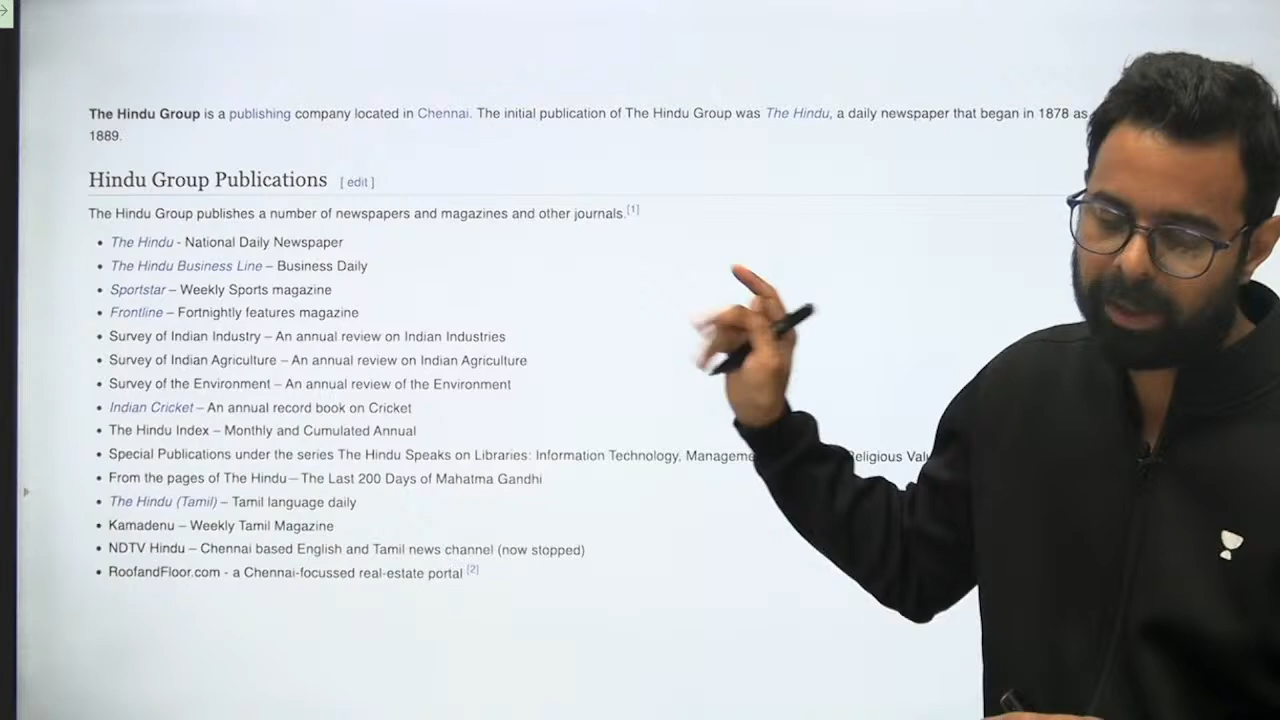 The Hindu Group is a publishing company located in Chennai. The initial publication of The Hindu Group was The Hindu, a daily newspaper that began in 1878 as
1889.
Hindu Group Publications [ edit ]
The Hindu Group publishes a number of newspapers and magazines and other journals.[1]
• The Hindu - National Daily Newspaper
• The Hindu Business Line – Business Daily
• Sportstar – Weekly Sports magazine
• Frontline – Fortnightly features magazine
• Survey of Indian Industry – An annual review on Indian Industries
• Survey of Indian Agriculture – An annual review on Indian Agriculture
• Survey of the Environment – An annual review of the Environment
• Indian Cricket – An annual record book on Cricket
• The Hindu Index – Monthly and Cumulated Annual
• Special Publications under the series The Hindu Speaks on Libraries: Information Technology, Manageme Religious Val
• From the pages of The Hindu – The Last 200 Days of Mahatma Gandhi
• The Hindu (Tamil) – Tamil language daily
• Kamadenu – Weekly Tamil Magazine
• NDTV Hindu – Chennai based English and Tamil news channel (now stopped)
• RoofandFloor.com - a Chennai-focussed real-estate portal [2]